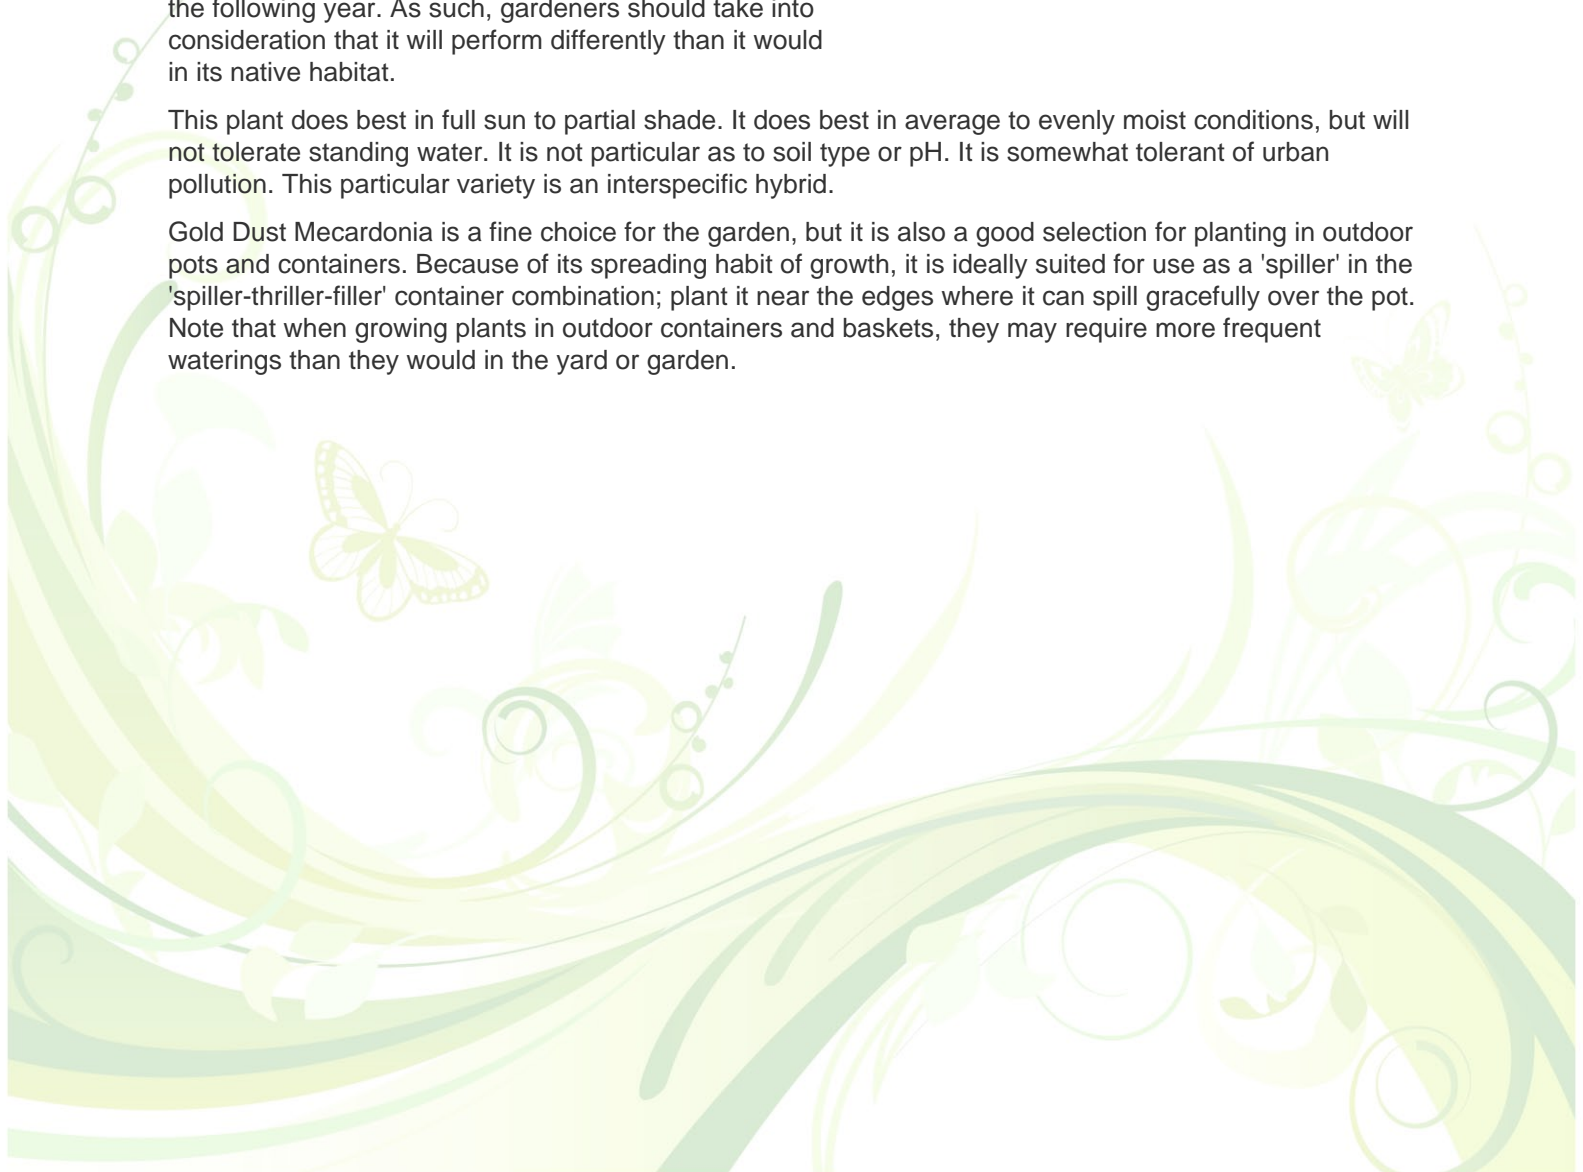 the following year. As such, gardeners should take into
consideration that it will perform differently than it would
in its native habitat.
This plant does best in full sun to partial shade. It does best in average to evenly moist conditions, but will
not tolerate standing water. It is not particular as to soil type or pH. It is somewhat tolerant of urban
pollution. This particular variety is an interspecific hybrid.
Gold Dust Mecardonia is a fine choice for the garden, but it is also a good selection for planting in outdoor
pots and containers. Because of its spreading habit of growth, it is ideally suited for use as a 'spiller' in the
'spiller-thriller-filler' container combination; plant it near the edges where it can spill gracefully over the pot.
Note that when growing plants in outdoor containers and baskets, they may require more frequent
waterings than they would in the yard or garden.